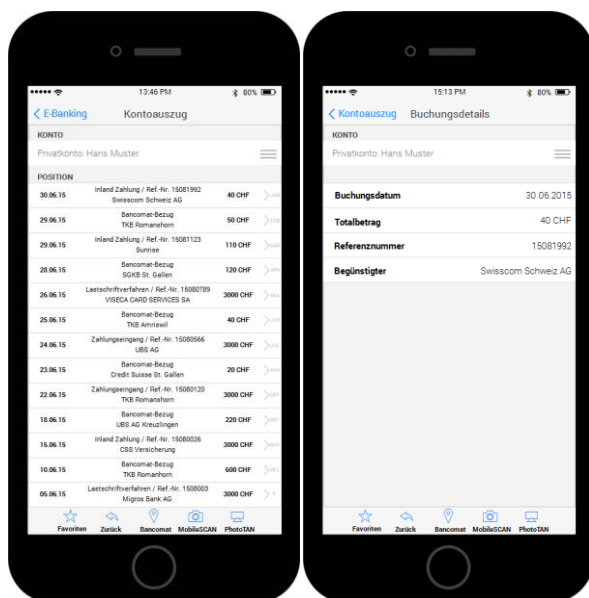 13:46 PM 80%
E-Banking Kontoauszug
KONTO
Privatkonto: Hans Muster
POSITION
30.06.15 Inland Zahlung / Ref.-Nr. 15081992 40 CHF
Swisscom Schweiz AG
29.06.15 Bancomat-Bezug 50 CHF
TKB Romanshorn
29.06.15 Inland Zahlung / Ref.-Nr. 15081123 110 CHF
Sunrise
28.06.15 Bancomat-Bezug 120 CHF
SGKB St. Gallen
26.06.15 Lastschriftverfahren / Ref.-Nr. 15080789 3000 CHF
VISECA CARD SERVICES SA
25.06.15 Bancomat-Bezug 40 CHF
TKB Amriswil
24.06.15 Zahlungseingang / Ref.-Nr. 15080566 3000 CHF
UBS AG
23.06.15 Bancomat-Bezug 20 CHF
Credit Suisse St. Gallen
22.06.15 Zahlungseingang / Ref.-Nr. 15080120 3000 CHF
TKB Romanshorn
18.06.15 Bancomat-Bezug 220 CHF
UBS AG Kreuzlingen
15.06.15 Inland Zahlung / Ref.-Nr. 15080026 3000 CHF
CSS Versicherung
10.06.15 Bancomat-Bezug 600 CHF
TKB Romanhorn
05.06.15 Lastschriftverfahren / Ref.-Nr. 1508003 3000 CHF
Migros Bank AG
Favoriten Zurück Bancomat MobileSCAN PhotoTAN
15:13 PM 80%
Kontoauszug Buchungsdetails
KONTO
Privatkonto: Hans Muster
Buchungsdatum 30.06.2015
Totalbetrag 40 CHF
Referenznummer 15081992
Begünstigter Swisscom Schweiz AG
Favoriten Zurück Bancomat MobileSCAN PhotoTAN